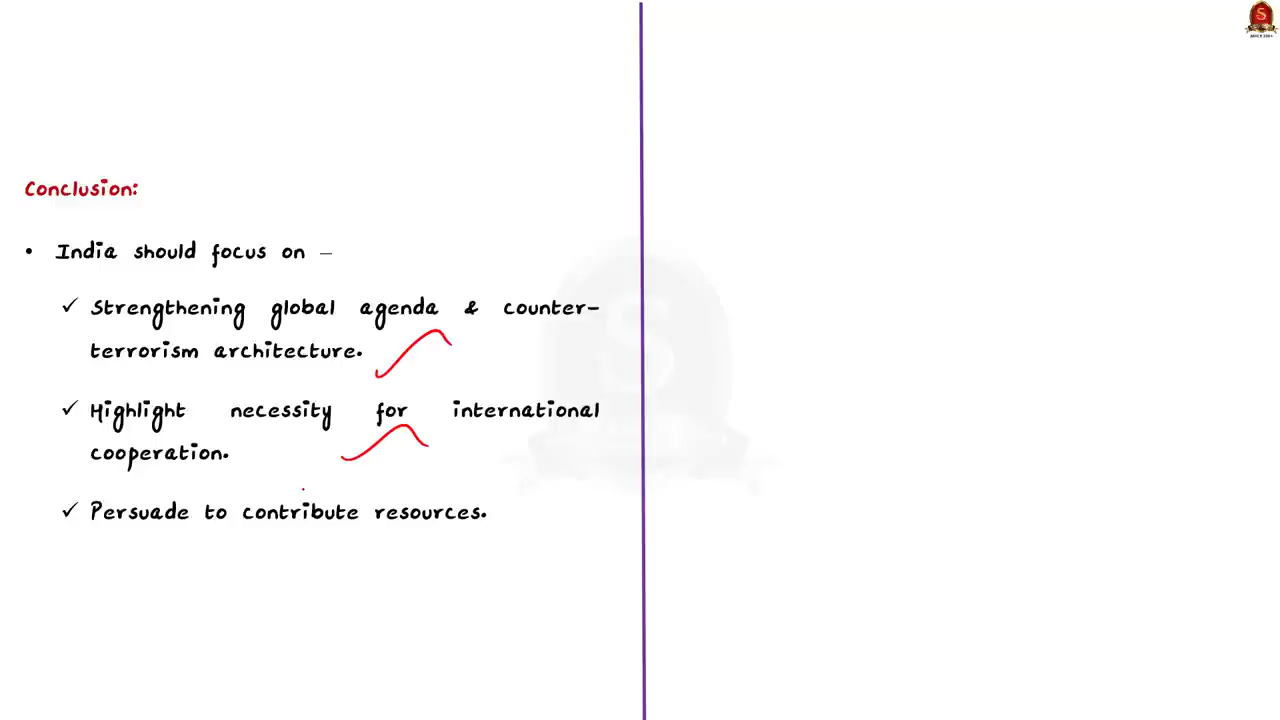 Conclusion:
• India should focus on –
✓ Strengthening global agenda & counter-
terrorism architecture.
✓ Highlight necessity for international
cooperation.
✓ Persuade to contribute resources.
S
S